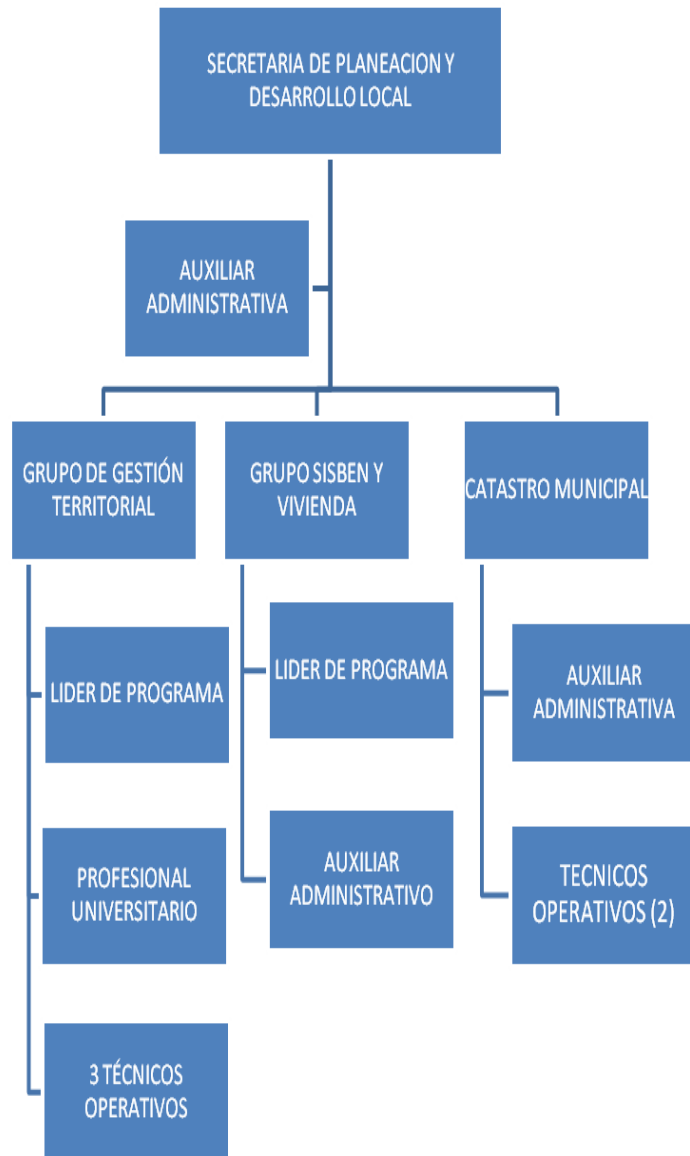 SECRETARIA DE PLANEACION Y
DESARROLLO LOCAL
AUXILIAR
ADMINISTRATIVA
GRUPO DE GESTIÓN
TERRITORIAL
GRUPO SISBEN Y
VIVIENDA
CATASTRO MUNICIPAL
LIDER DE PROGRAMA
PROFESIONAL
UNIVERSITARIO
3 TÉCNICOS
OPERATIVOS
LIDER DE PROGRAMA
AUXILIAR
ADMINISTRATIVO
AUXILIAR
ADMINISTRATIVA
TECNICOS
OPERATIVOS (2)